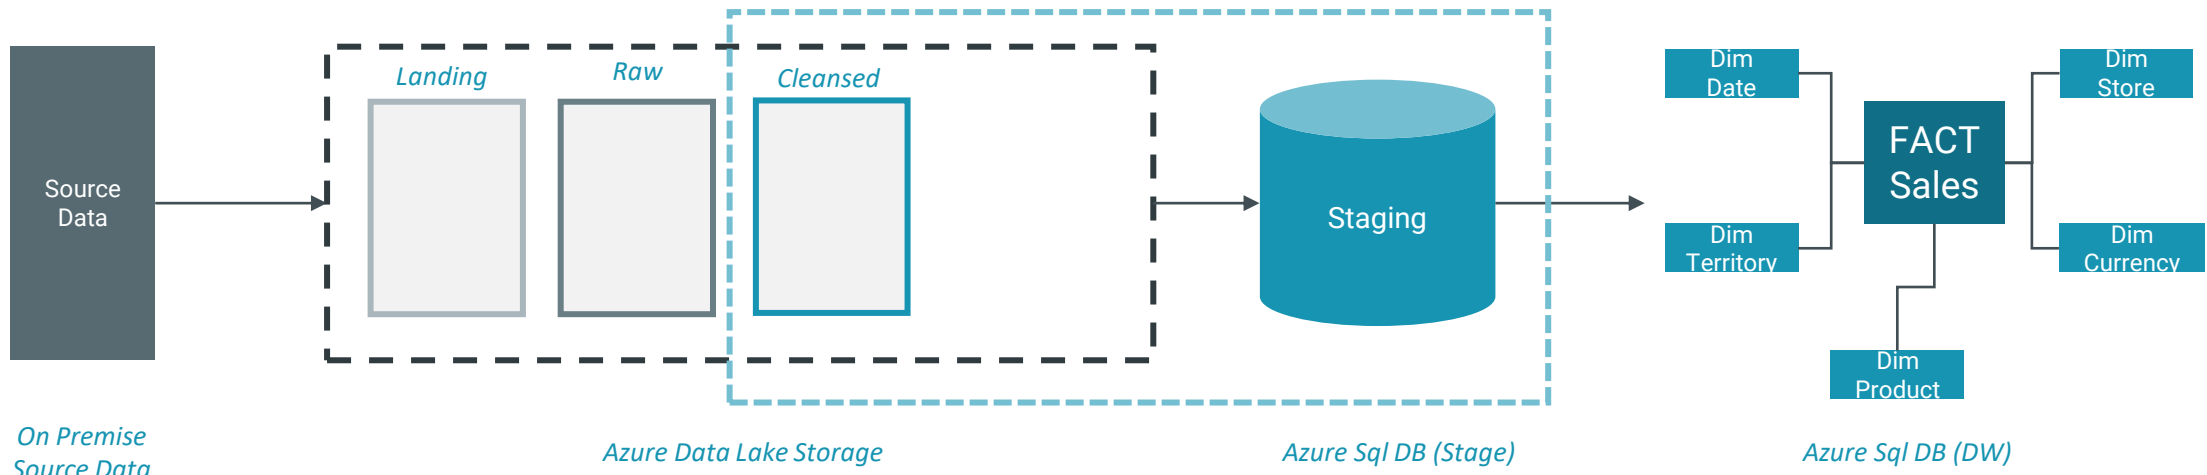 Source
Data
Landing
Raw
Cleansed
Staging
Dim
Date
Dim
Store
FACT
Sales
Dim
Territory
Dim
Currency
Dim
Product
On Premise
Source Data
Azure Data Lake Storage
Azure Sql DB (Stage)
Azure Sql DB (DW)